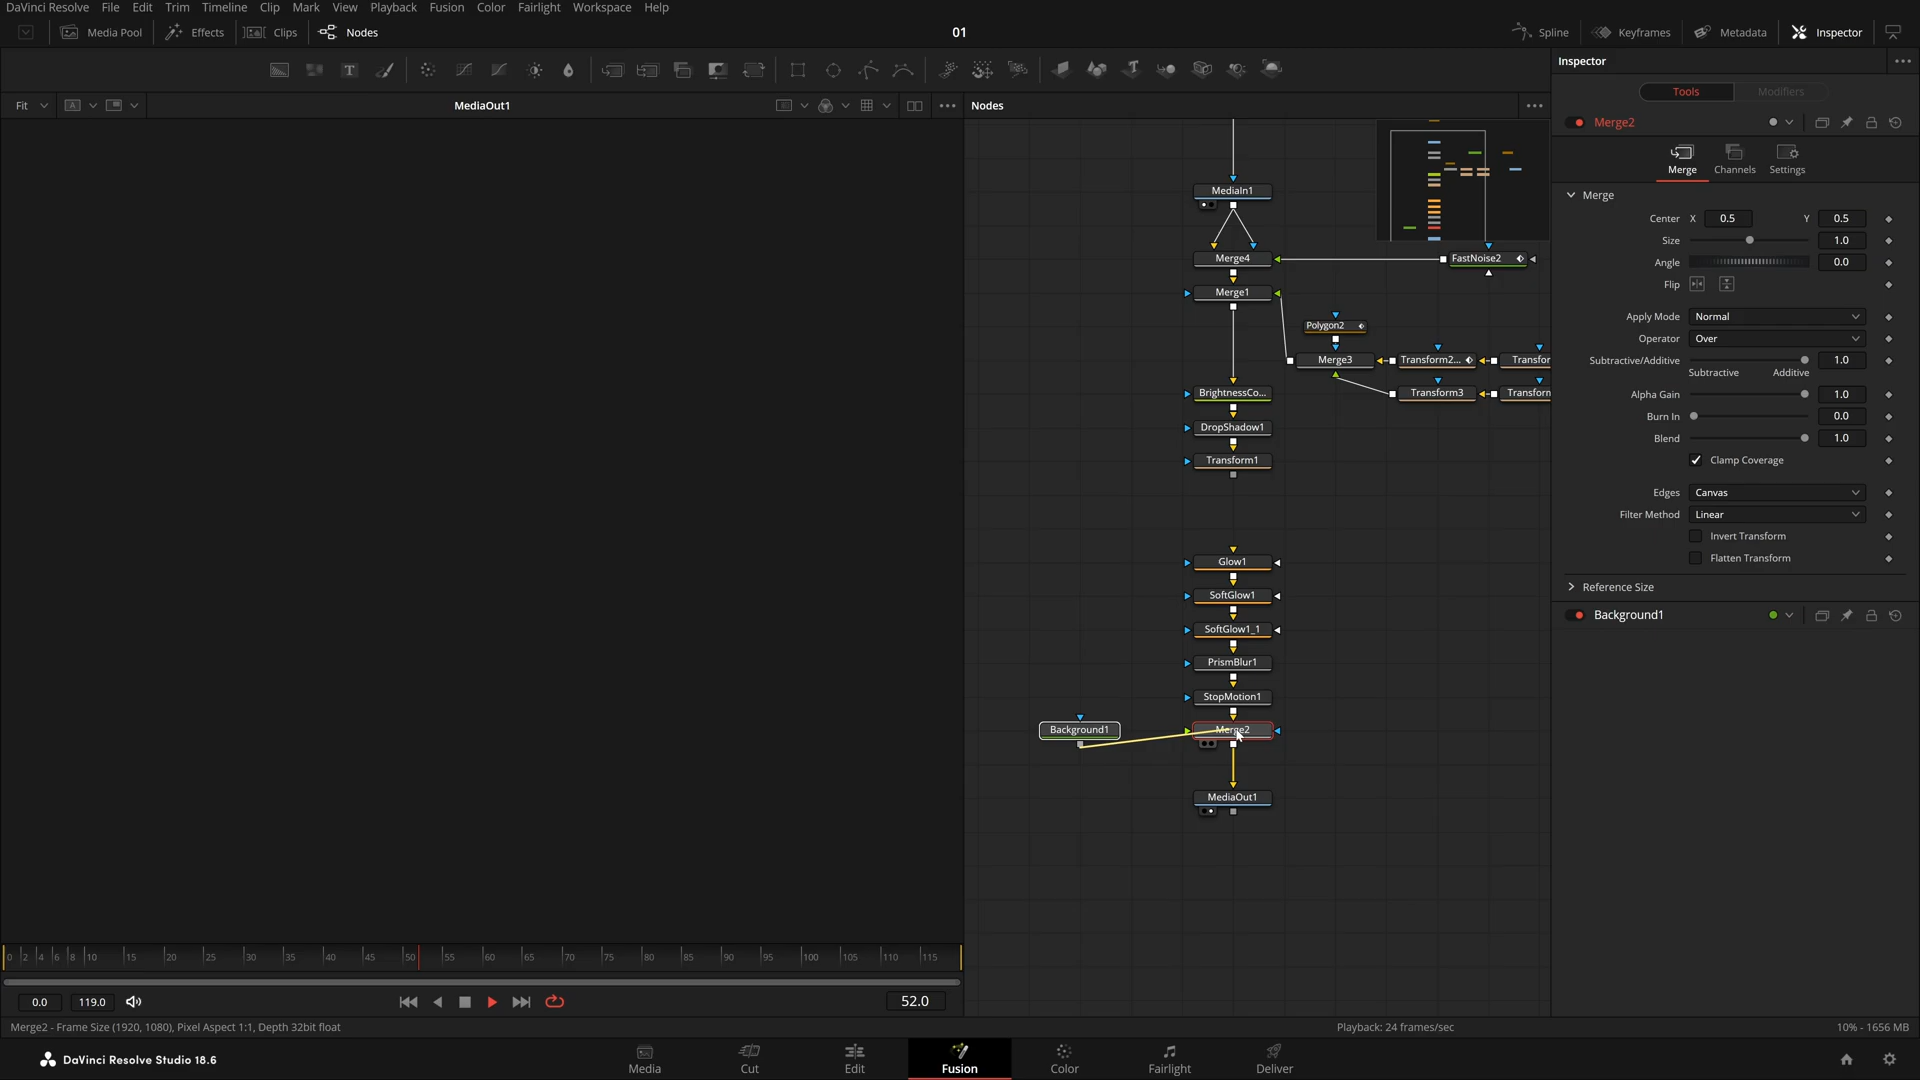 DaVinci Resolve File Edit Trim Timeline Clip Mark View Playback Fusion Color Fairlight Workspace Help
Media Pool Effects Clips Nodes 01 Spline Keyframes Metadata Inspector
Inspector
Fit A MediaOut1 Nodes
Tools Modifiers
Merge2
Merge Channels Settings
Merge
Center X 0.5 Y 0.5
Size 1.0
Angle 0.0
Flip
Apply Mode Normal
Operator Over
Subtractive/Additive 1.0
Subtractive Additive
Alpha Gain 1.0
Burn In 0.0
Blend 1.0
Clamp Coverage
Edges Canvas
Filter Method Linear
Invert Transform
Flatten Transform
Reference Size
Background1
MediaIn1
Merge4 FastNoise2
Merge1
Polygon2
Merge3 Transform2... Transfor
BrightnessCo... Transform3 Transforn
DropShadow1
Transform1
Glow1
SoftGlow1
SoftGlow1_1
PrismBlur1
StopMotion1
Background1 Merge2
MediaOut1
0 2 4 6 8 10 15 20 25 30 35 40 45 50 55 60 65 70 75 80 85 90 95 100 105 110 115
0.0 119.0 52.0
Merge2 - Frame Size (1920, 1080), Pixel Aspect 1:1, Depth 32bit float Playback: 24 frames/sec 10% - 1656 MB
DaVinci Resolve Studio 18.6 Media Cut Edit Fusion Color Fairlight Deliver